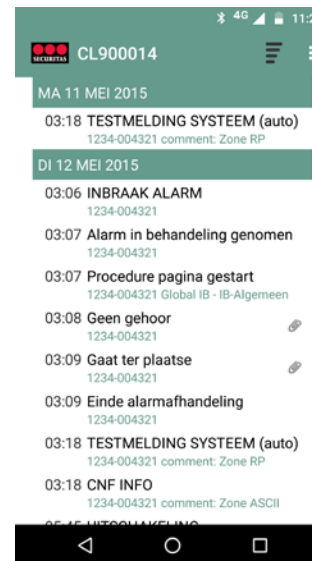 4G 11:2
SECURITAS CL900014
MA 11 MEI 2015
03:18 TESTMELDING SYSTEEM (auto)
1234-004321 comment: Zone RP
DI 12 MEI 2015
03:06 INBRAAK ALARM
1234-004321
03:07 Alarm in behandeling genomen
1234-004321
03:07 Procedure pagina gestart
1234-004321 Global IB - IB-Algemeen
03:08 Geen gehoor
1234-004321
03:09 Gaat ter plaatse
1234-004321
03:09 Einde alarmafhandeling
1234-004321
03:18 TESTMELDING SYSTEEM (auto)
1234-004321 comment: Zone RP
03:18 CNF INFO
1234-004321 comment: Zone ASCII
05:45 UITSCHAKELING